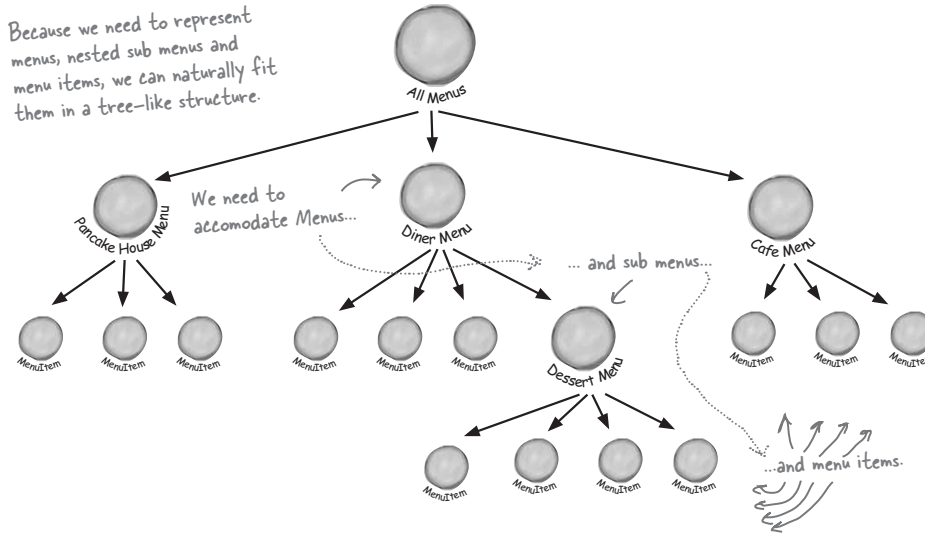 Because we need to represent
menus, nested sub menus and
menu items, we can naturally fit
them in a tree-like structure.
All Menus
We need to
accomodate Menus...
Pancake House Menu
Diner Menu
Cafe Menu
... and sub menus...
MenuItem
MenuItem
MenuItem
MenuItem
MenuItem
MenuItem
Dessert Menu
MenuItem
MenuItem
MenuIte
...and menu items.
MenuItem
MenuItem
MenuItem
MenuItem